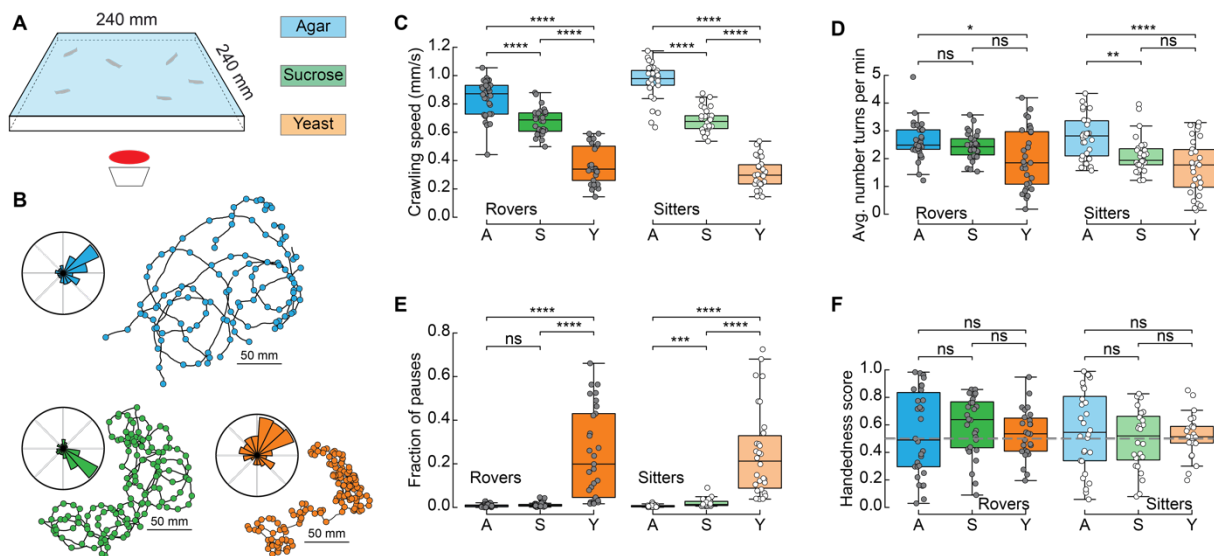 A
240 mm
240 mm
Agar
Sucrose
Yeast
B
50 mm
50 mm
50 mm
C
**** ****
**** **** **** ****
Crawling speed (mm/s)
1.2
1.0
0.8
0.6
0.4
0.2
0.0
Rovers Sitters
A S Y A S Y
D
* ****
ns ns ** ns
Avg. number turns per min
5
4
3
2
1
0
Rovers Sitters
A S Y A S Y
E
**** ****
ns **** *** ****
Fraction of pauses
0.8
0.6
0.4
0.2
0.0
Rovers Sitters
A S Y A S Y
F
ns ns
ns ns ns ns
Handedness score
1.0
0.8
0.6
0.4
0.2
0.0
Rovers Sitters
A S Y A S Y